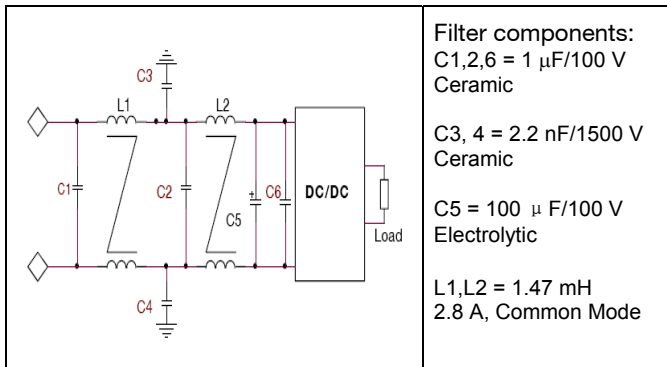 C3
L1
L2
C1
C2
C5
+
C6
DC/DC
Load
C4
Filter components:
C1,2,6 = 1 μF/100 V
Ceramic
C3, 4 = 2.2 nF/1500 V
Ceramic
C5 = 100 μ F/100 V
Electrolytic
L1,L2 = 1.47 mH
2.8 A, Common Mode